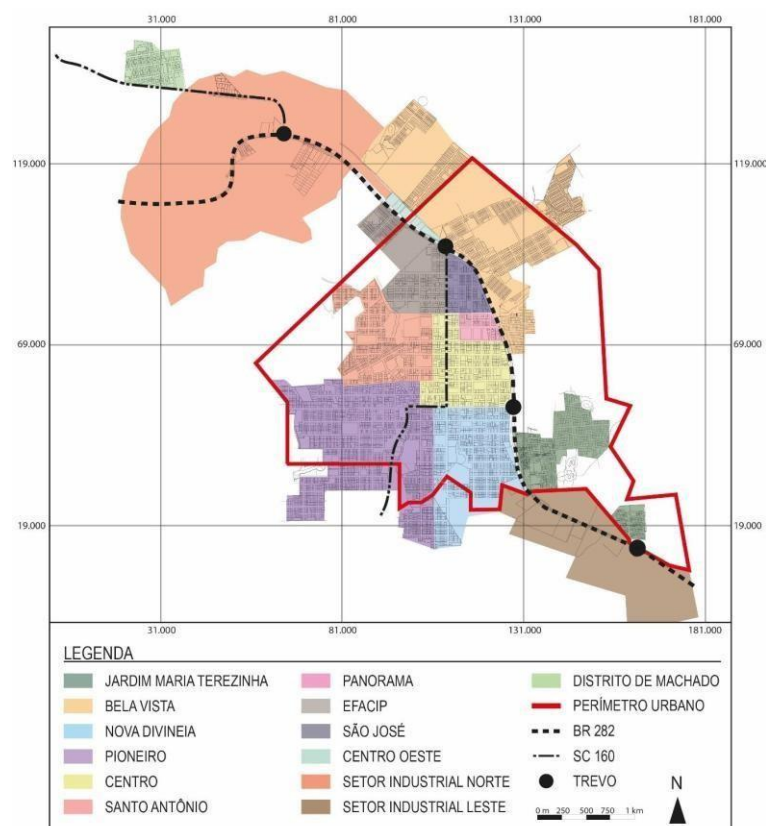 31.000 81.000 131.000 181.000
119.000 119.000
69.000 69.000
19.000 19.000
31.000 81.000 131.000 181.000
LEGENDA
JARDIM MARIA TEREZINHA PANORAMA DISTRITO DE MACHADO
BELA VISTA EFACIP PERÍMETRO URBANO
NOVA DIVINEIA SÃO JOSÉ BR 282
PIONEIRO CENTRO OESTE SC 160
CENTRO SETOR INDUSTRIAL NORTE TREVO N
SANTO ANTÔNIO SETOR INDUSTRIAL LESTE 0 m 250 500 750 1 km